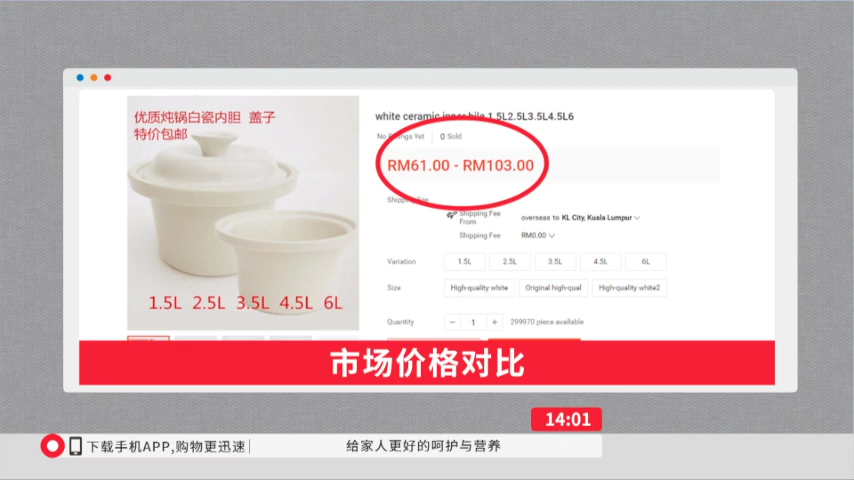 优质炖锅白瓷内胆 盖子
特价包邮
1.5L 2.5L 3.5L 4.5L 6L
white ceramic inner bile 1.5L2.5L3.5L4.5L6
No Ratings Yet 0 Sold
RM61.00 - RM103.00
Shipping Fee
Shipping Fee From
overseas to KL City, Kuala Lumpur
Shipping Fee RM0.00
Variation 1.5L 2.5L 3.5L 4.5L 6L
Size High-quality white Original high-qual High-quality white2
Quantity − 1 + 299970 piece available
市场价格对比
14:01
下载手机APP,购物更迅速
给家人更好的呵护与营养